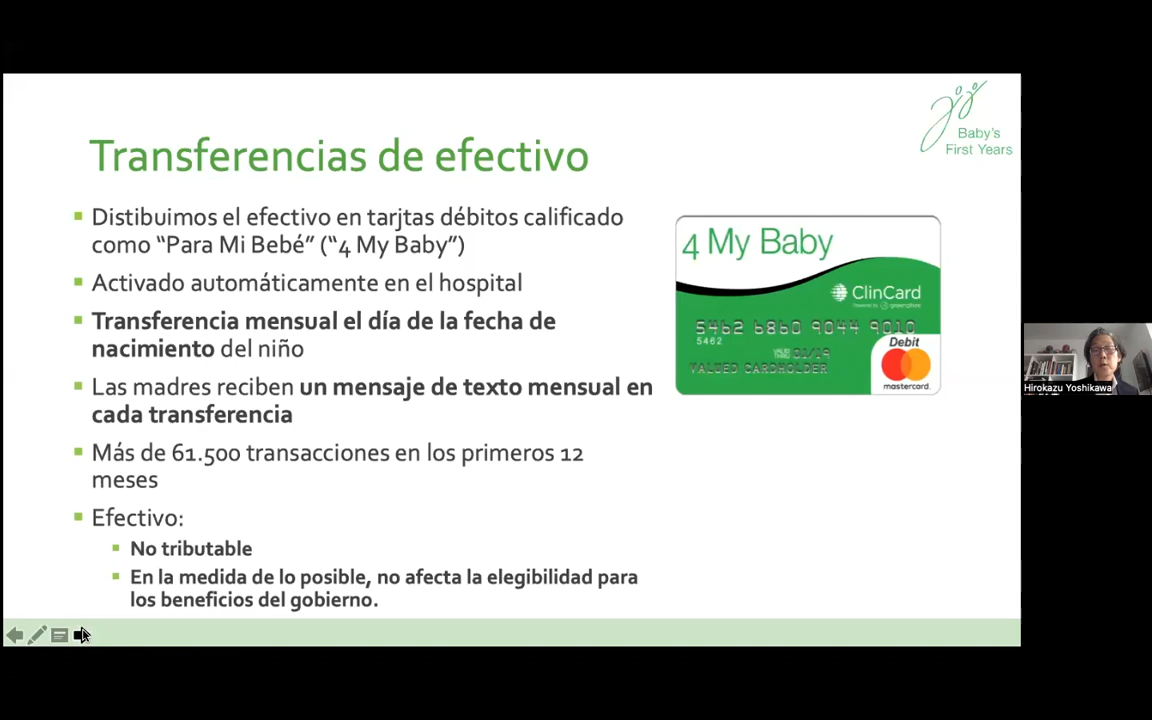 Baby's
First Years
Transferencias de efectivo
Distibuimos el efectivo en tarjtas débitos calificado
como “Para Mi Bebé” (“4 My Baby”)
Activado automáticamente en el hospital
Transferencia mensual el día de la fecha de
nacimiento del niño
Las madres reciben un mensaje de texto mensual en
cada transferencia
Más de 61.500 transacciones en los primeros 12
meses
Efectivo:
No tributable
En la medida de lo posible, no afecta la elegibilidad para
los beneficios del gobierno.
4 My Baby
ClinCard
5462 6860 9044 9010
5462
Debit
VALUED CARDHOLDER
mastercard.
Hirokazu Yoshikawa